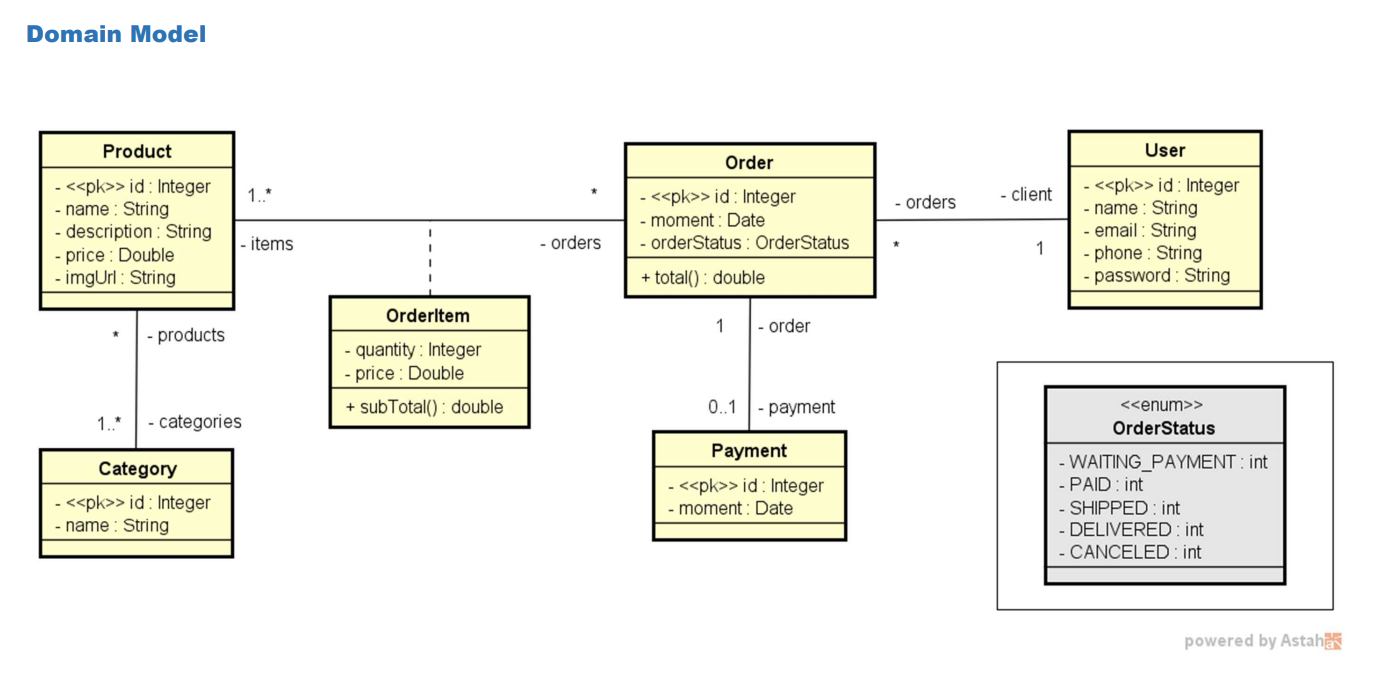 Domain Model
Product
- <<pk>> id : Integer
- name : String
- description : String
- price : Double
- imgUrl : String
1..*
- items
*
- orders
Order
- <<pk>> id : Integer
- moment : Date
- orderStatus : OrderStatus
+ total() : double
- orders
*
- client
1
User
- <<pk>> id : Integer
- name : String
- email : String
- phone : String
- password : String
OrderItem
- quantity : Integer
- price : Double
+ subTotal() : double
* - products
1..* - categories
Category
- <<pk>> id : Integer
- name : String
1 - order
0..1 - payment
Payment
- <<pk>> id : Integer
- moment : Date
<<enum>>
OrderStatus
- WAITING_PAYMENT : int
- PAID : int
- SHIPPED : int
- DELIVERED : int
- CANCELED : int
powered by Astah